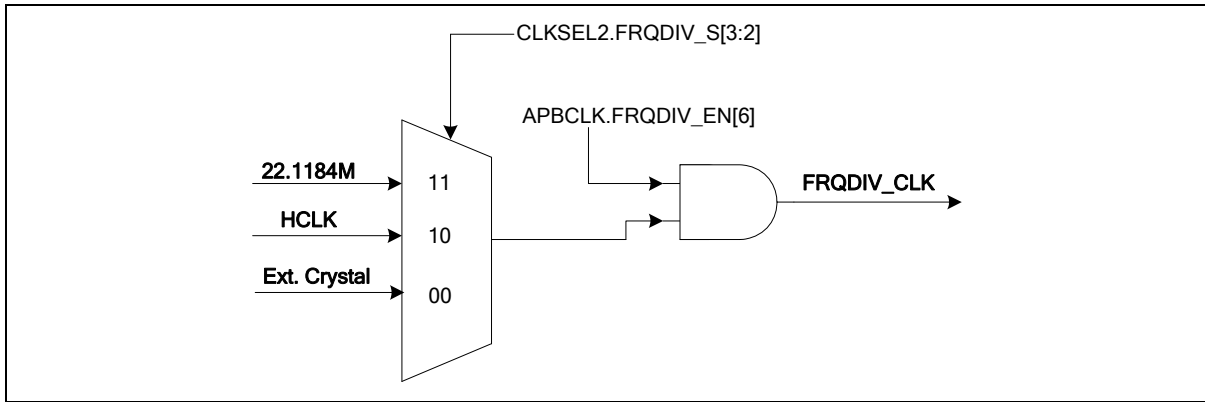 CLKSEL2.FRQDIV_S[3:2]
APBCLK.FRQDIV_EN[6]
22.1184M
11
FRQDIV_CLK
HCLK
10
Ext. Crystal
00